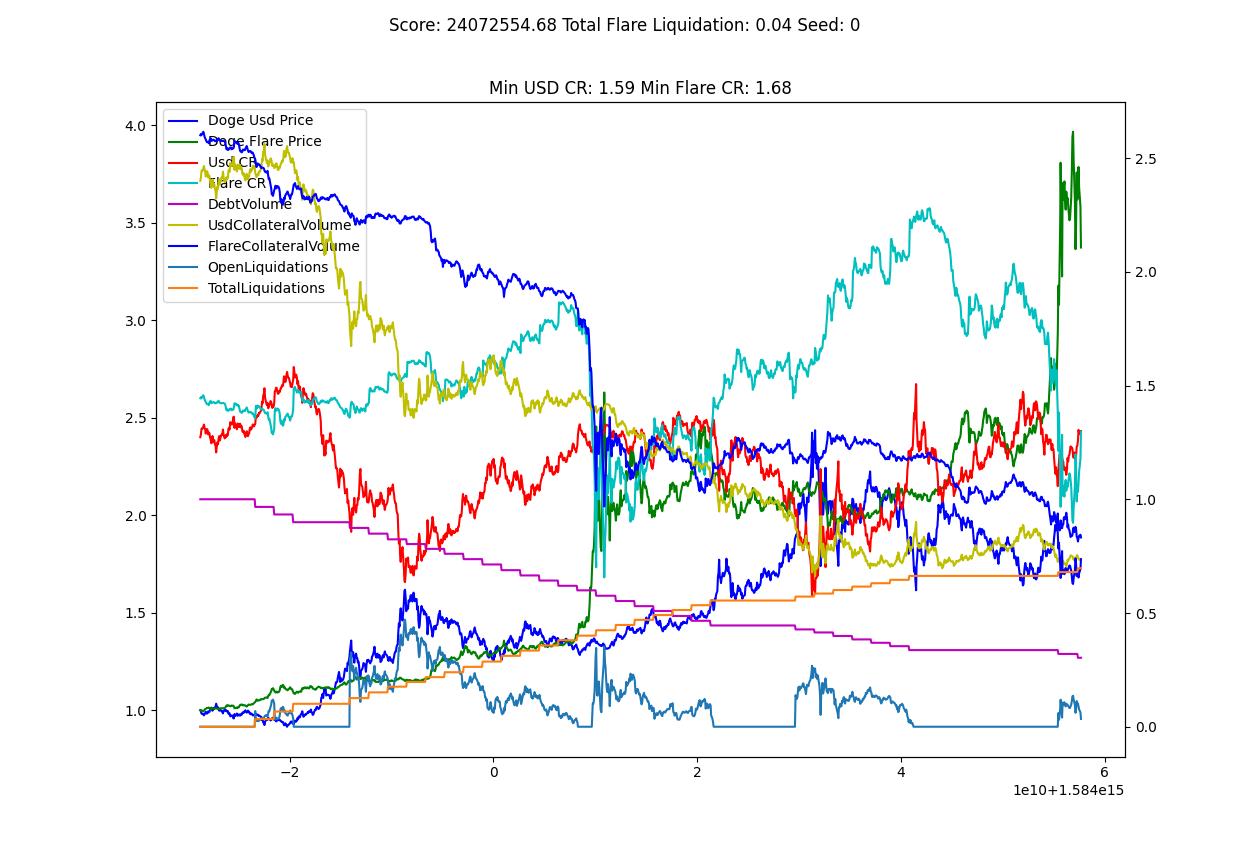 Score: 24072554.68 Total Flare Liquidation: 0.04 Seed: 0
Min USD CR: 1.59 Min Flare CR: 1.68
Doge Usd Price
Doge Flare Price
Usd CR
Flare CR
DebtVolume
UsdCollateralVolume
FlareCollateralVolume
OpenLiquidations
TotalLiquidations
4.0
3.5
3.0
2.5
2.0
1.5
1.0
2.5
2.0
1.5
1.0
0.5
0.0
−2
0
2
4
6
1e10+1.584e15